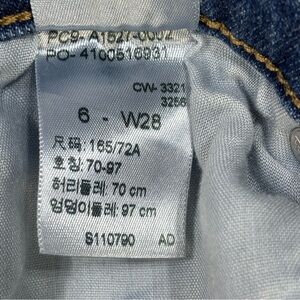 PC9- A1527-0002
PO- 4100516931
CW- 3321
3256
6 - W28
尺码: 165/72A
호칭: 70-97
허리둘레: 70 cm
엉덩이둘레: 97 cm
S110790 AD